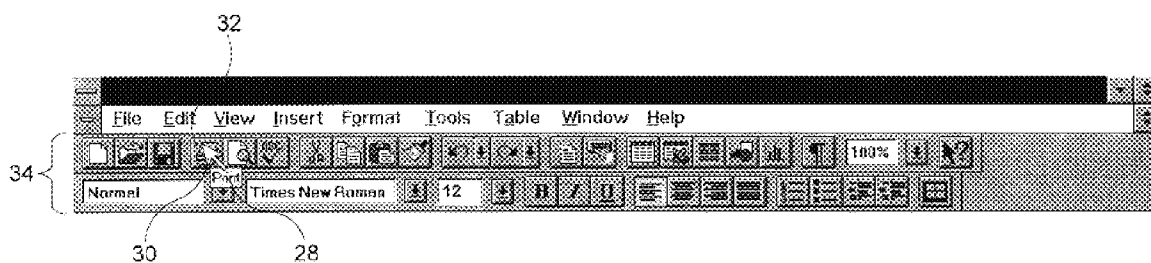 32
File Edit View Insert Format Tools Table Window Help
100% ?
34
Print
Normal Times New Roman 12 B I U
30 28